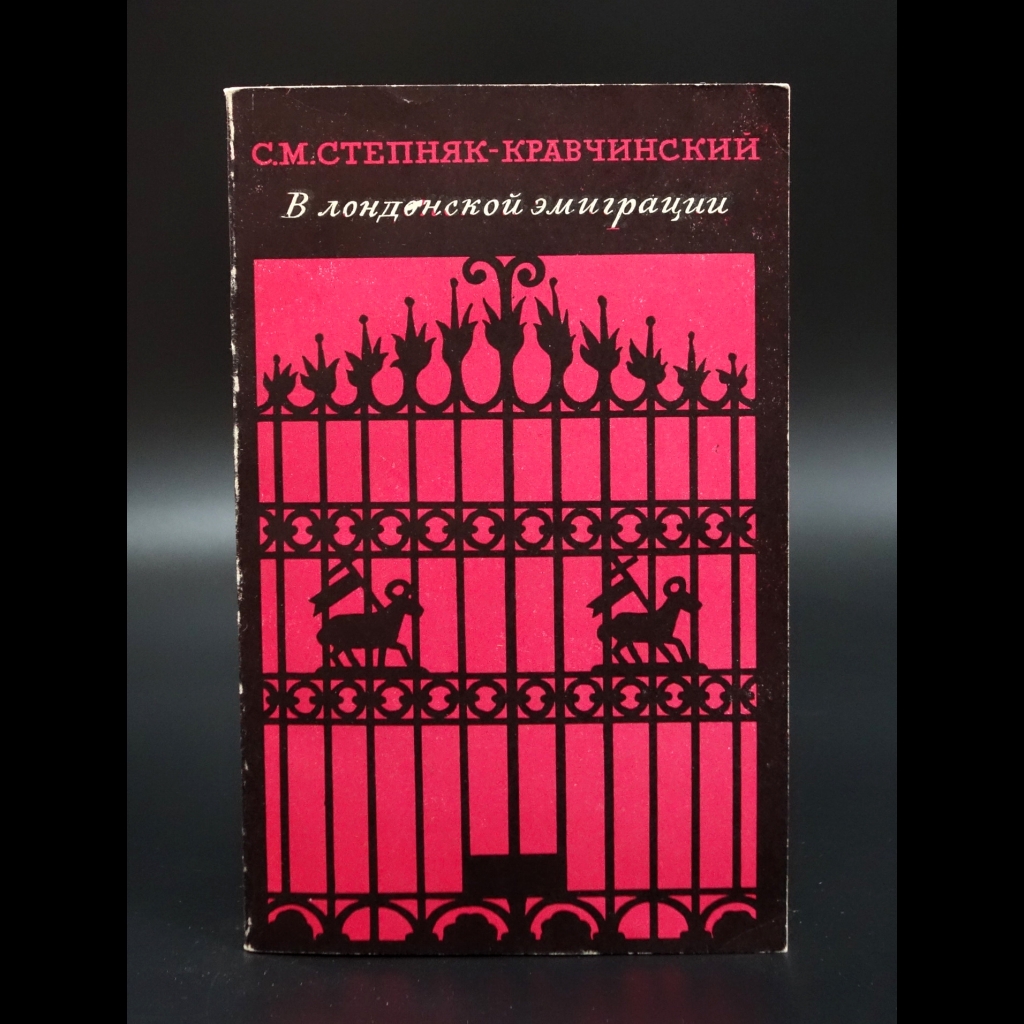 С.М.СТЕПНЯК-КРАВЧИНСКИЙ
В лондонской эмиграции